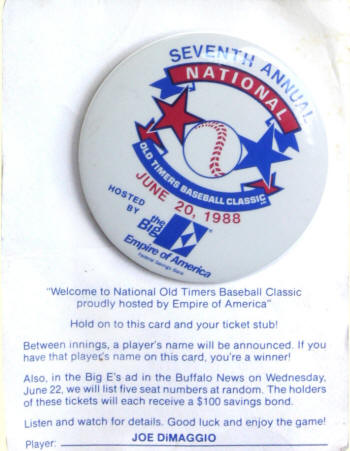 SEVENTH ANNUAL
NATIONAL
OLD TIMERS BASEBALL CLASSIC
JUNE 20, 1988
HOSTED
BY
the
Big E
Empire of America
Federal Savings Bank
"Welcome to National Old Timers Baseball Classic
proudly hosted by Empire of America"
Hold on to this card and your ticket stub!
Between innings, a player's name will be announced. If you
have that player's name on this card, you're a winner!
Also, in the Big E's ad in the Buffalo News on Wednesday,
June 22, we will list five seat numbers at random. The holders
of these tickets will each receive a $100 savings bond.
Listen and watch for details. Good luck and enjoy the game!
Player: JOE DiMAGGIO